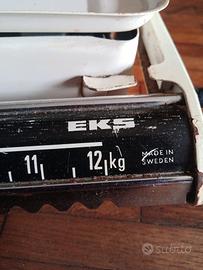 EKS
11 12 kg
MADE IN
SWEDEN
subito